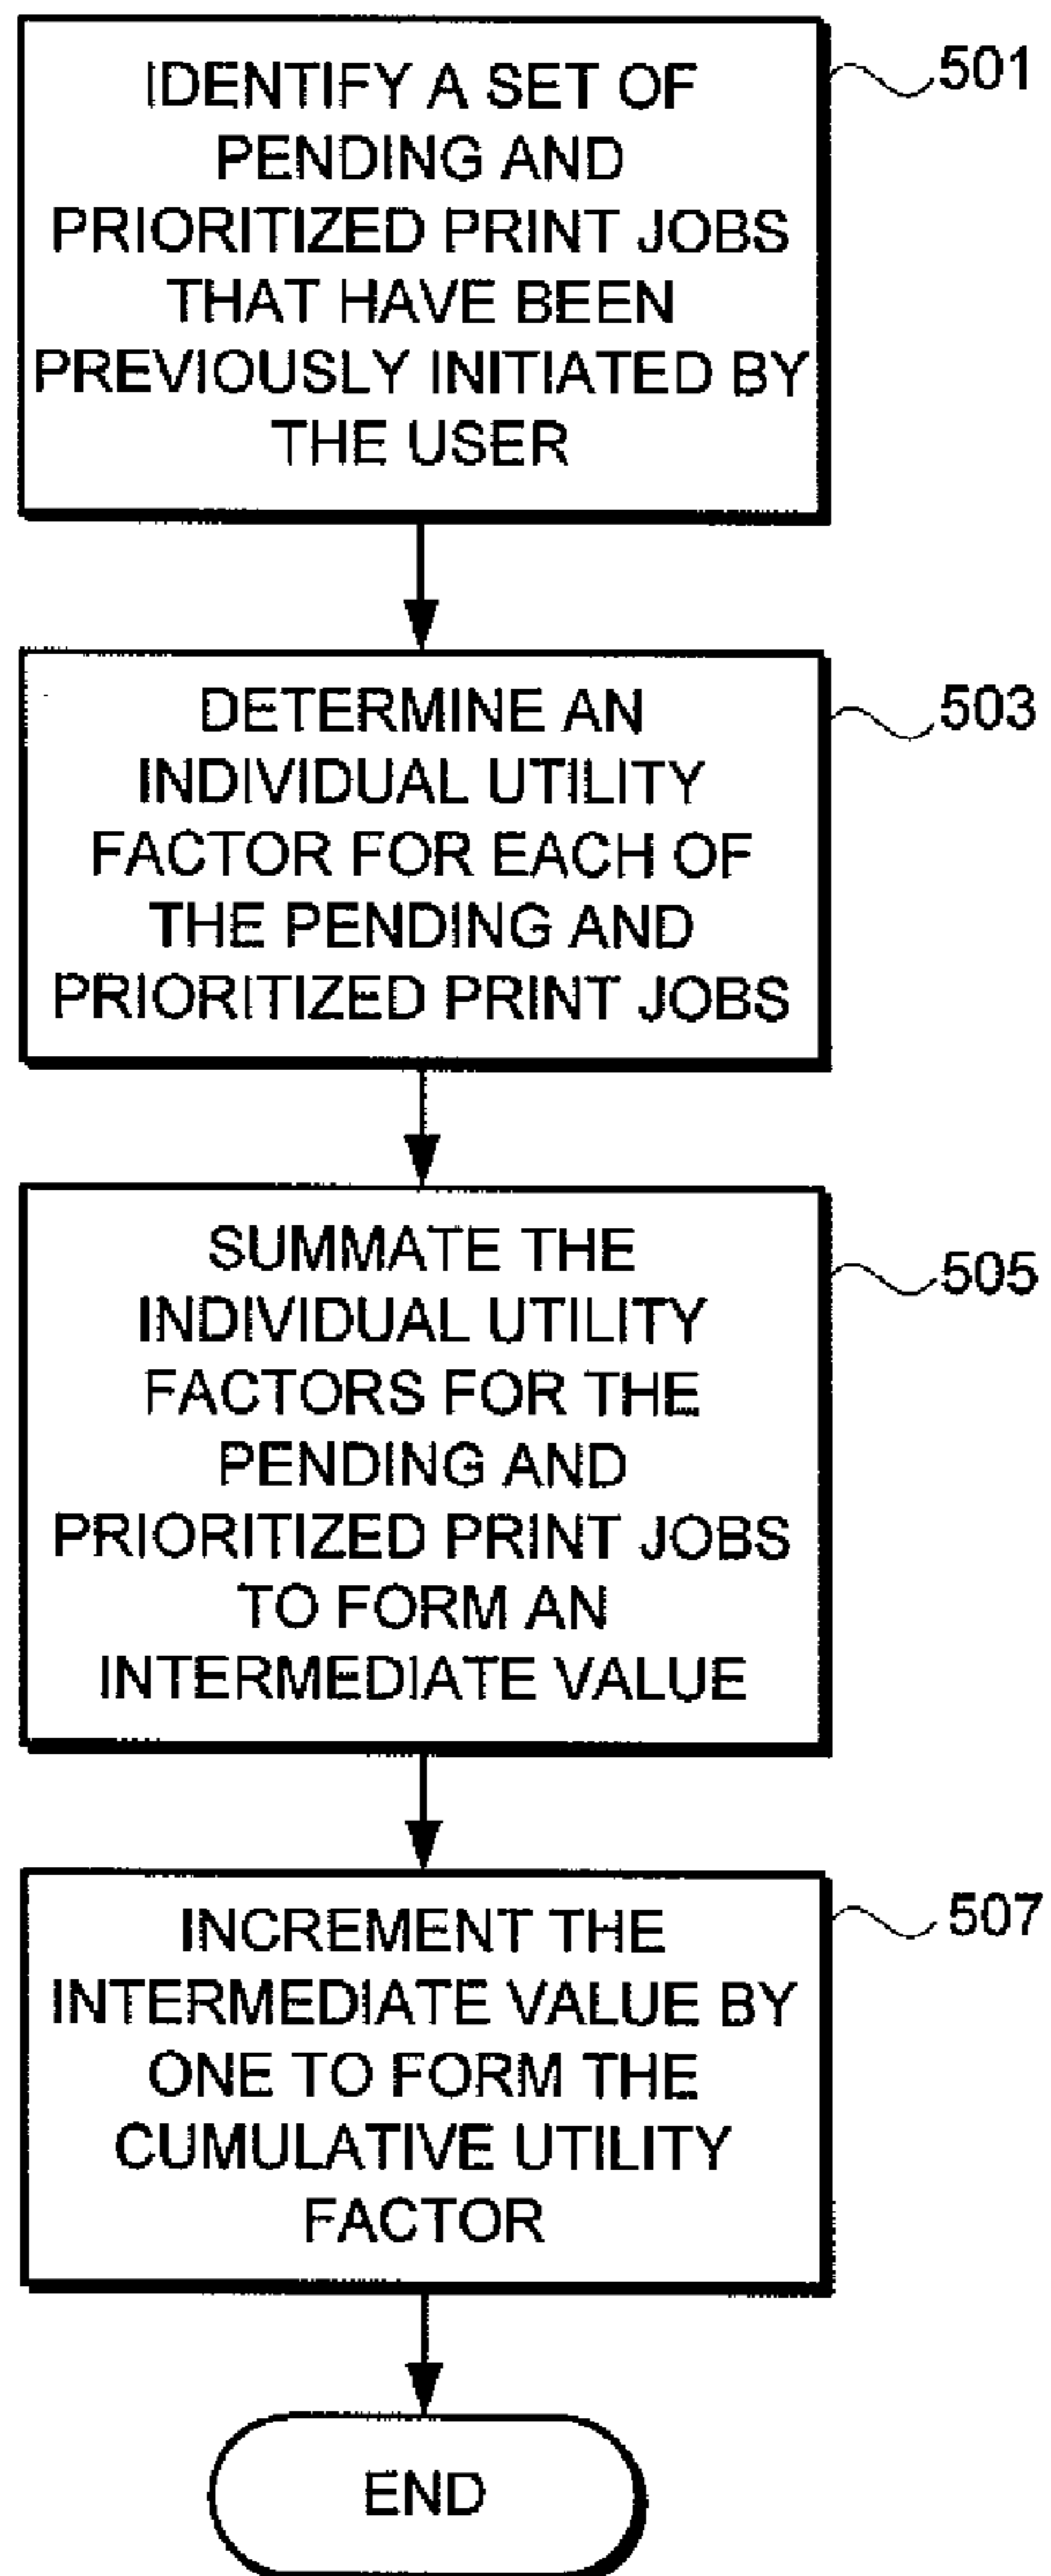 IDENTIFY A SET OF
PENDING AND
PRIORITIZED PRINT JOBS
THAT HAVE BEEN
PREVIOUSLY INITIATED BY
THE USER
501
DETERMINE AN
INDIVIDUAL UTILITY
FACTOR FOR EACH OF
THE PENDING AND
PRIORITIZED PRINT JOBS
503
SUMMATE THE
INDIVIDUAL UTILITY
FACTORS FOR THE
PENDING AND
PRIORITIZED PRINT JOBS
TO FORM AN
INTERMEDIATE VALUE
505
INCREMENT THE
INTERMEDIATE VALUE BY
ONE TO FORM THE
CUMULATIVE UTILITY
FACTOR
507
END